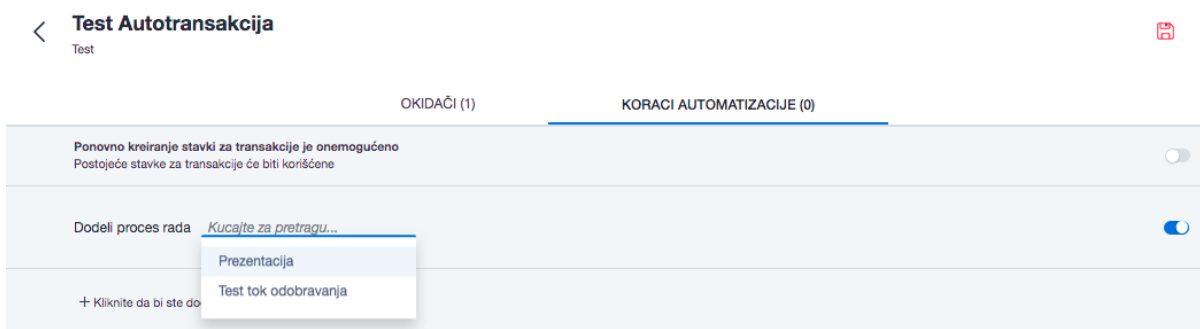 Test Autotransakcija
Test
OKIDAČI (1)
KORACI AUTOMATIZACIJE (0)
Ponovno kreiranje stavki za transakcije je onemogućeno
Postojeće stavke za transakcije će biti korišćene
Dodeli proces rada Kucajte za pretragu...
Prezentacija
Test tok odobravanja
+ Kliknite da bi ste